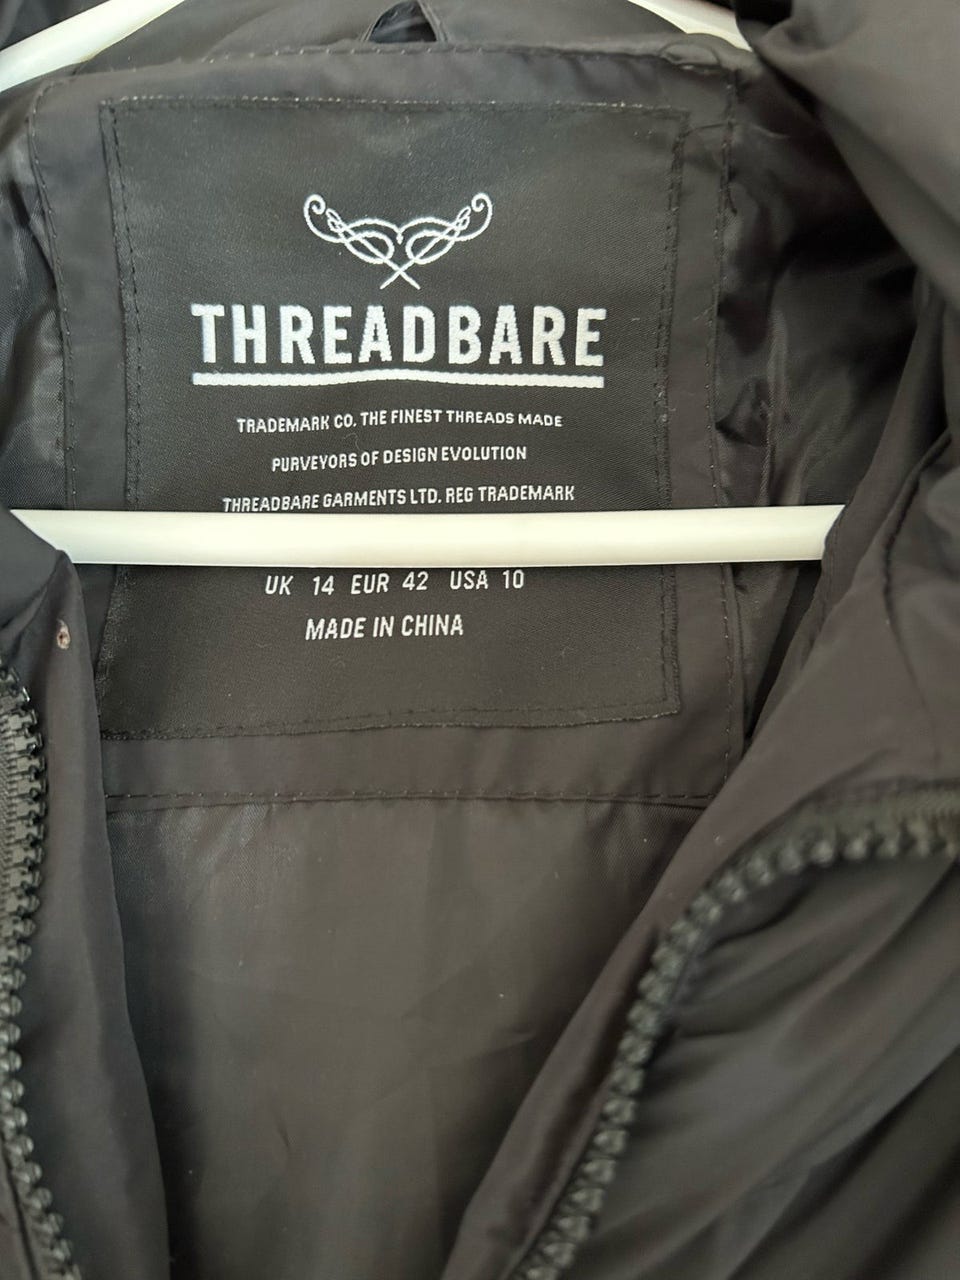 THREADBARE
TRADEMARK CO. THE FINEST THREADS MADE
PURVEYORS OF DESIGN EVOLUTION
THREADBARE GARMENTS LTD. REG TRADEMARK
UK 14 EUR 42 USA 10
MADE IN CHINA